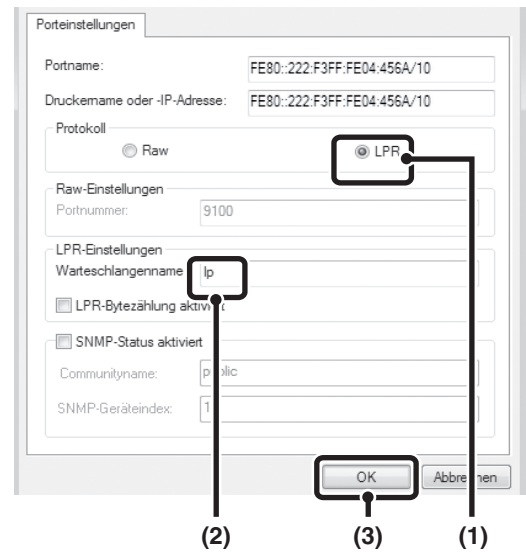 Porteinstellungen
Portname: FE80::222:F3FF:FE04:456A/10
Druckername oder -IP-Adresse: FE80::222:F3FF:FE04:456A/10
Protokoll
Raw LPR
Raw-Einstellungen
Portnummer: 9100
LPR-Einstellungen
Warteschlangenname lp
LPR-Bytezählung aktiviert
SNMP-Status aktiviert
Communityname: public
SNMP-Geräteindex: 1
OK Abbrechen
(2) (3) (1)